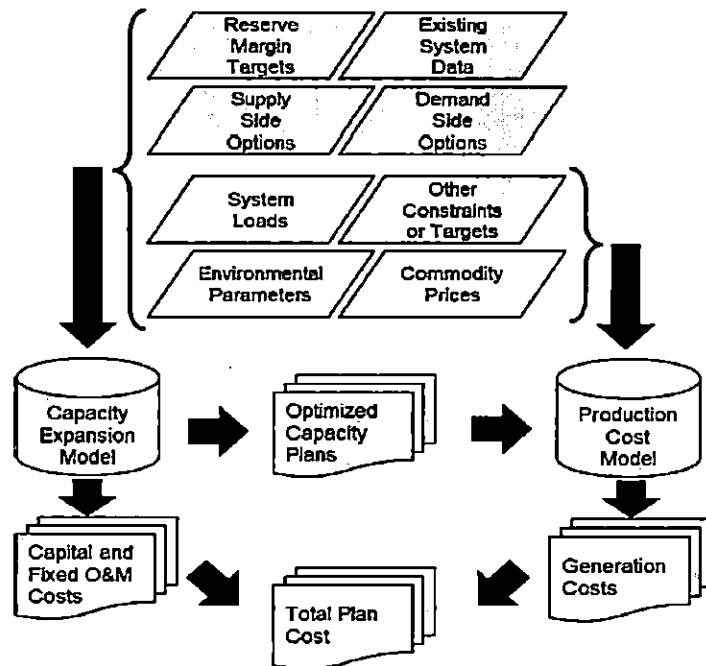 Reserve
Margin
Targets
Existing
System
Data
Supply
Side
Options
Demand
Side
Options
System
Loads
Other
Constraints
or Targets
Environmental
Parameters
Commodity
Prices
Capacity
Expansion
Model
Optimized
Capacity
Plans
Production
Cost
Model
Capital and
Fixed O&M
Costs
Total Plan
Cost
Generation
Costs